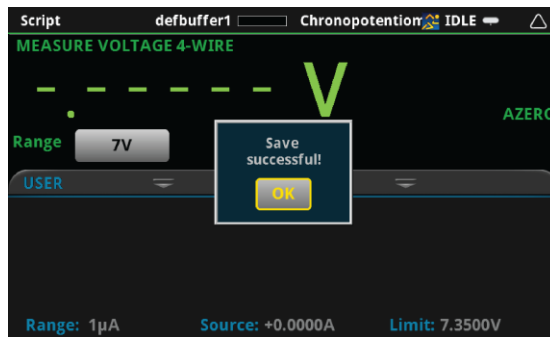 Script defbuffer1 Chronopotentiom IDLE
MEASURE VOLTAGE 4-WIRE
-.----- V
AZERO
Range 7V
Save
successful!
OK
USER
Range: 1µA Source: +0.0000A Limit: 7.3500V